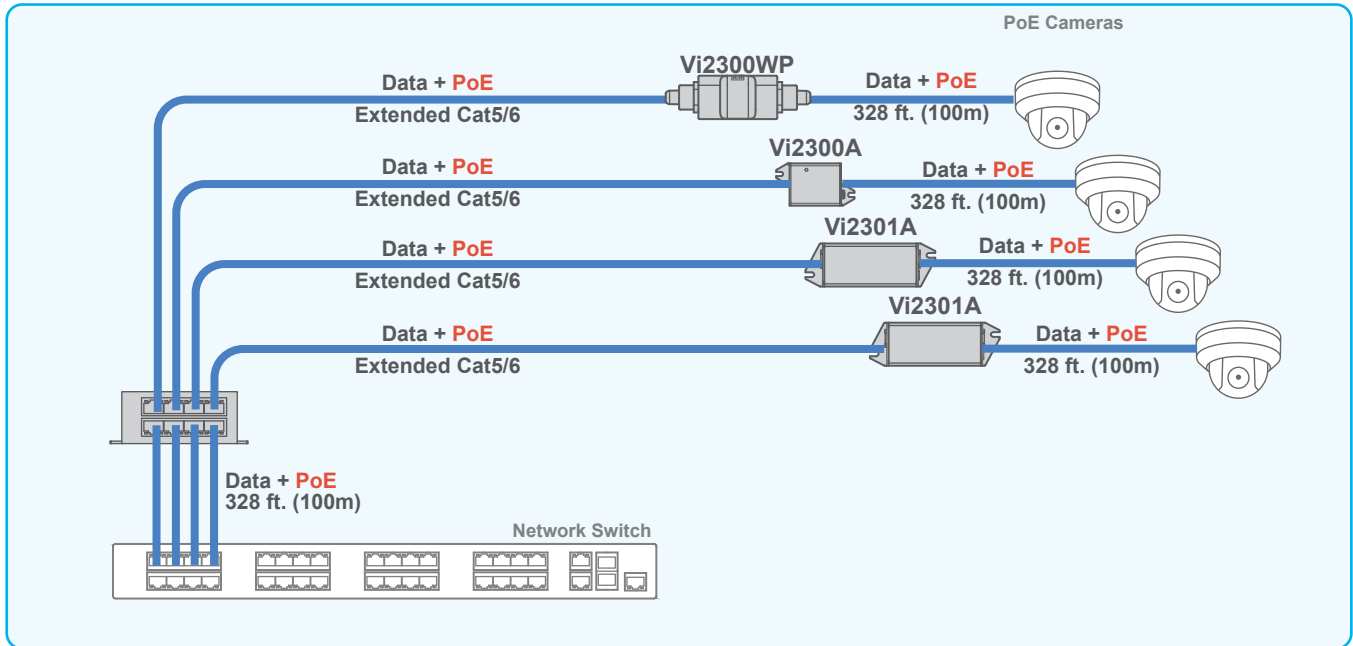 PoE Cameras
Vi2300WP
Data + PoE
Extended Cat5/6
Data + PoE
328 ft. (100m)
Vi2300A
Data + PoE
Extended Cat5/6
Data + PoE
328 ft. (100m)
Vi2301A
Data + PoE
Extended Cat5/6
Data + PoE
328 ft. (100m)
Vi2301A
Data + PoE
Extended Cat5/6
Data + PoE
328 ft. (100m)
Data + PoE
328 ft. (100m)
Network Switch